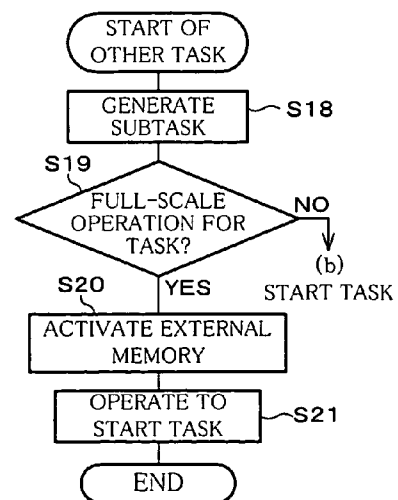 START OF
OTHER TASK
GENERATE
SUBTASK
S18
S19
FULL-SCALE
OPERATION FOR
TASK?
NO
(b)
START TASK
YES
S20
ACTIVATE EXTERNAL
MEMORY
OPERATE TO
START TASK
S21
END